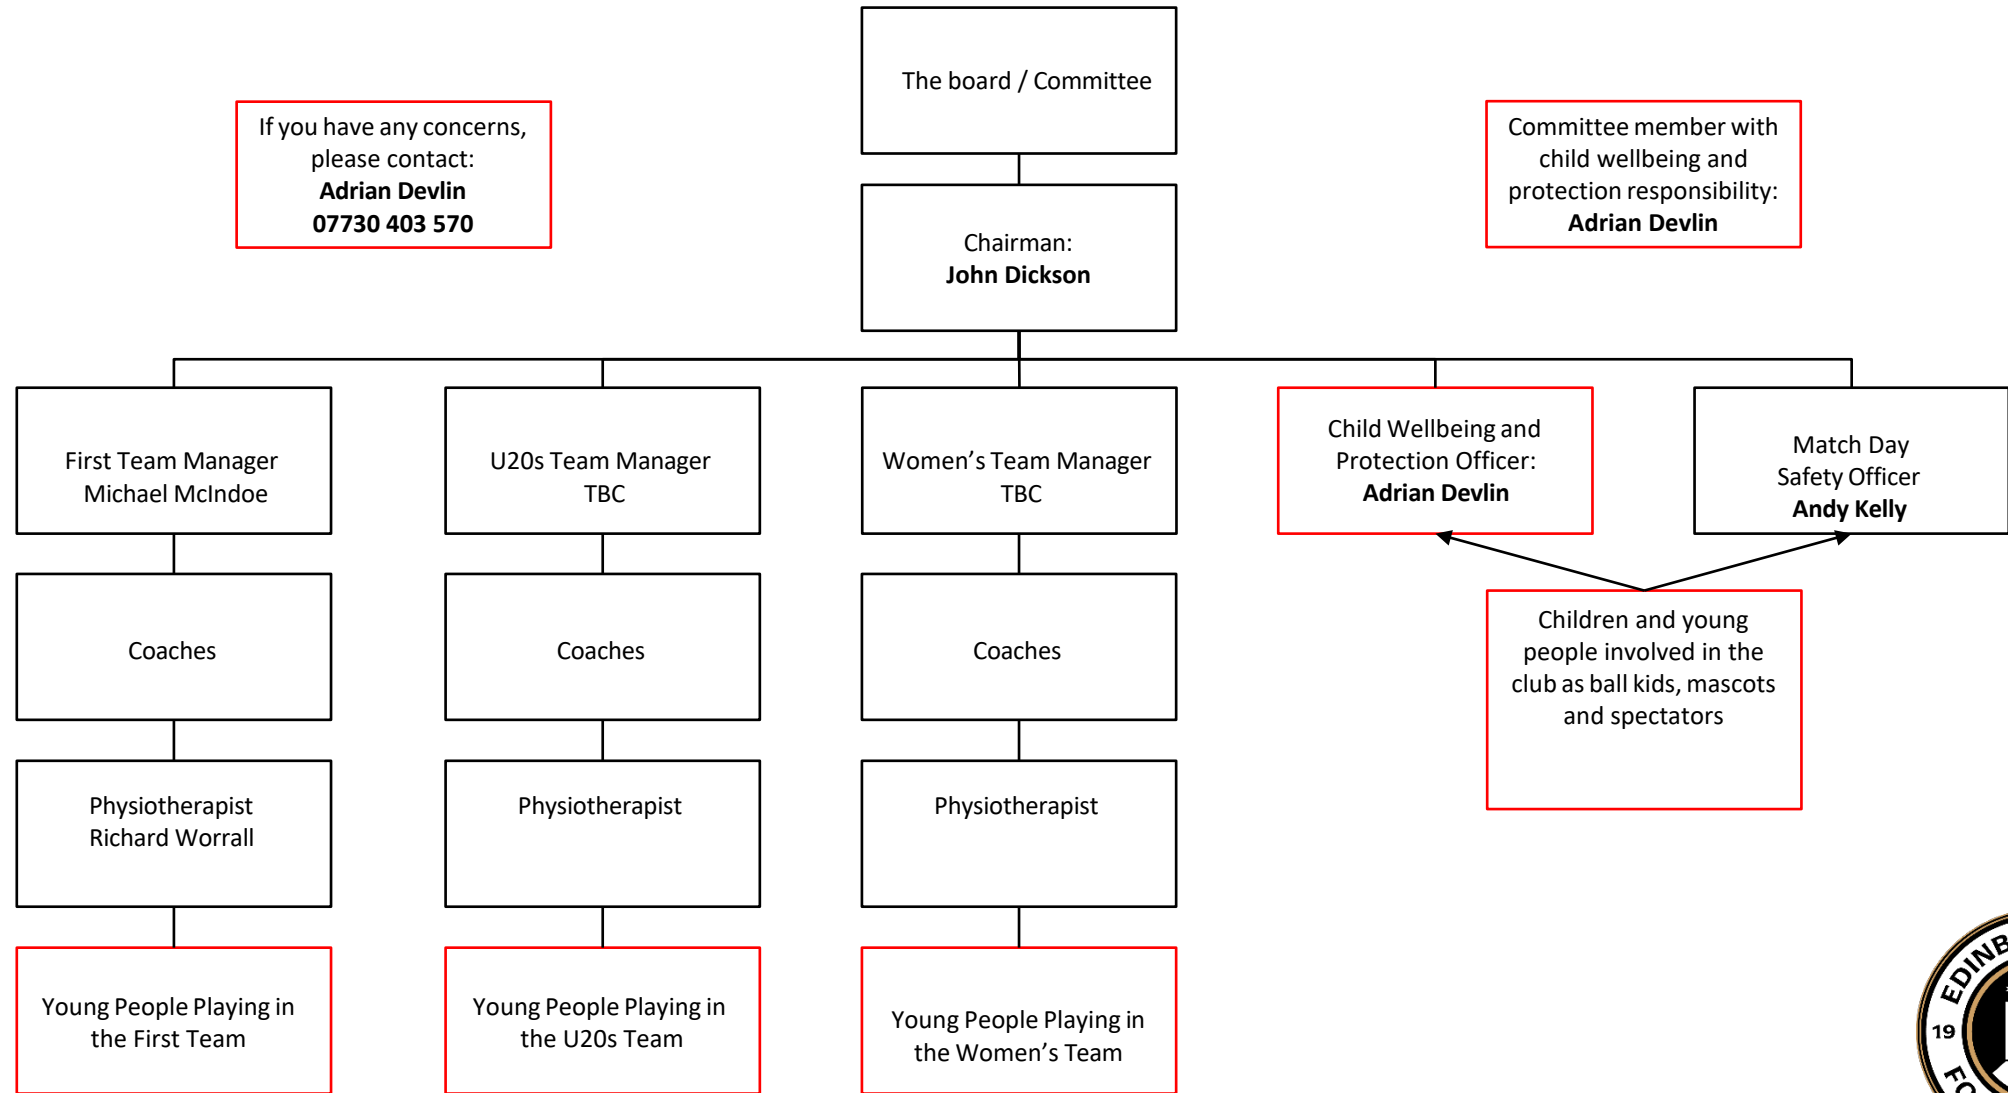 The board / Committee
If you have any concerns,
please contact:
Adrian Devlin
07730 403 570
Committee member with
child wellbeing and
protection responsibility:
Adrian Devlin
Chairman:
John Dickson
First Team Manager
Michael McIndoe
U20s Team Manager
TBC
Women’s Team Manager
TBC
Child Wellbeing and
Protection Officer:
Adrian Devlin
Match Day
Safety Officer
Andy Kelly
Coaches
Coaches
Coaches
Children and young
people involved in the
club as ball kids, mascots
and spectators
Physiotherapist
Richard Worrall
Physiotherapist
Physiotherapist
Young People Playing in
the First Team
Young People Playing in
the U20s Team
Young People Playing in
the Women’s Team
19